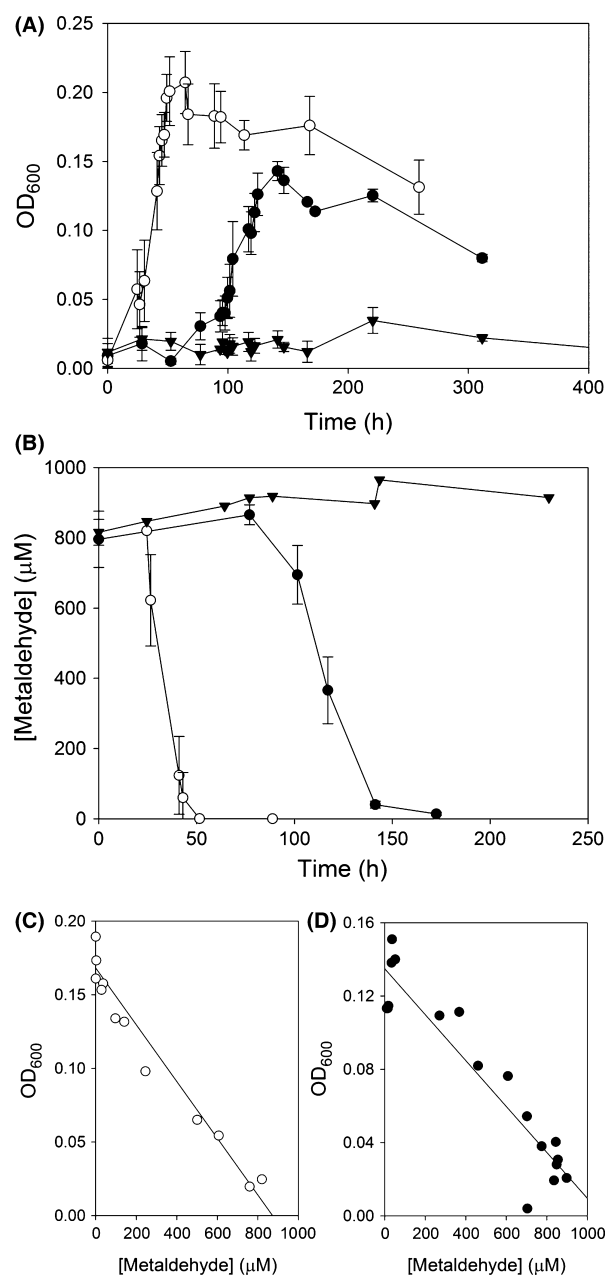 (A)
0.25
0.20
0.15
0.10
0.05
0.00
OD600
0 100 200 300 400
Time (h)
(B)
1000
800
600
400
200
0
[Metaldehyde] (μM)
0 50 100 150 200 250
Time (h)
(C)
0.20
0.15
0.10
0.05
0.00
OD600
0 200 400 600 800 1000
[Metaldehyde] (μM)
(D)
0.16
0.12
0.08
0.04
0.00
OD600
0 200 400 600 800 1000
[Metaldehyde] (μM)